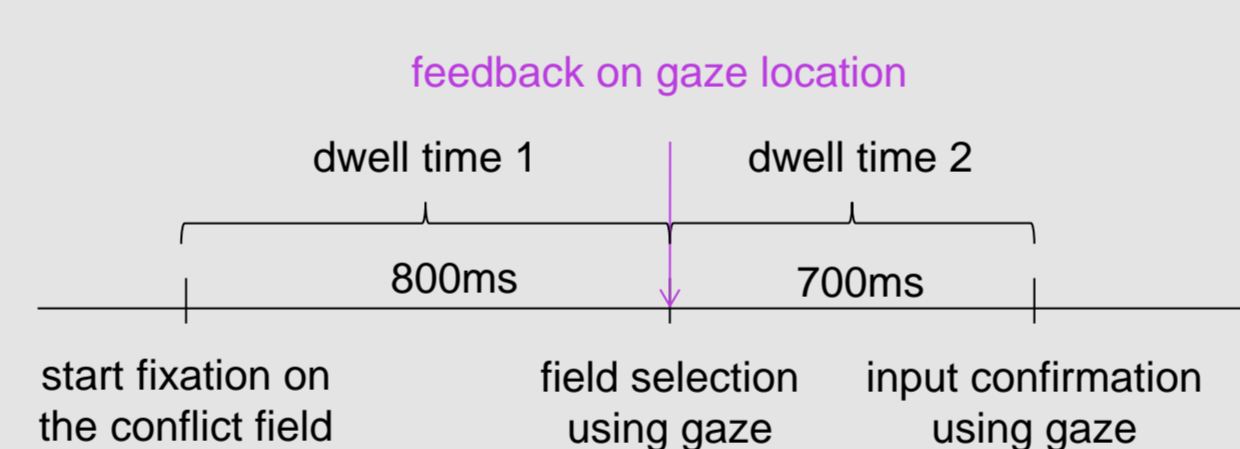 feedback on gaze location
dwell time 1
dwell time 2
800ms
700ms
start fixation on
the conflict field
field selection
using gaze
input confirmation
using gaze